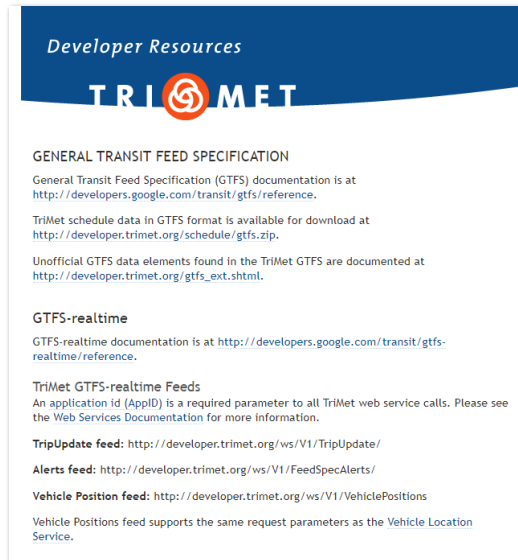 Developer Resources
TRI MET
GENERAL TRANSIT FEED SPECIFICATION
General Transit Feed Specification (GTFS) documentation is at
http://developers.google.com/transit/gtfs/reference.
TriMet schedule data in GTFS format is available for download at
http://developer.trimet.org/schedule/gtfs.zip.
Unofficial GTFS data elements found in the TriMet GTFS are documented at
http://developer.trimet.org/gtfs_ext.shtml.
GTFS-realtime
GTFS-realtime documentation is at http://developers.google.com/transit/gtfs-
realtime/reference.
TriMet GTFS-realtime Feeds
An application id (AppID) is a required parameter to all TriMet web service calls. Please see
the Web Services Documentation for more information.
TripUpdate feed: http://developer.trimet.org/ws/V1/TripUpdate/
Alerts feed: http://developer.trimet.org/ws/V1/FeedSpecAlerts/
Vehicle Position feed: http://developer.trimet.org/ws/V1/VehiclePositions
Vehicle Positions feed supports the same request parameters as the Vehicle Location
Service.